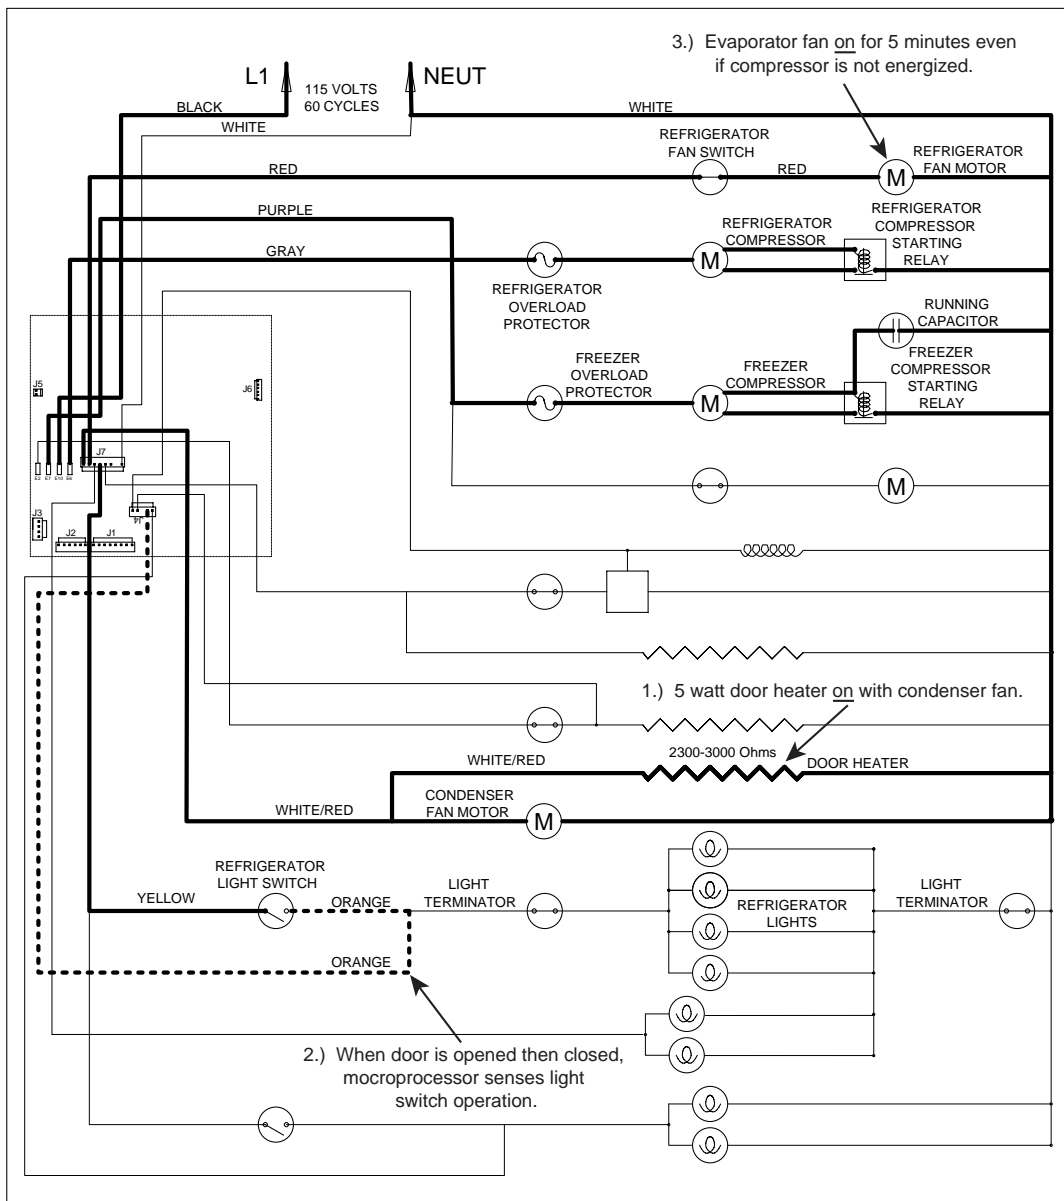 3.) Evaporator fan on for 5 minutes even
if compressor is not energized.
L1
115 VOLTS
60 CYCLES
NEUT
BLACK
WHITE
WHITE
REFRIGERATOR
FAN SWITCH
RED
RED
REFRIGERATOR
FAN MOTOR
M
PURPLE
REFRIGERATOR
COMPRESSOR
REFRIGERATOR
COMPRESSOR
STARTING
RELAY
GRAY
M
REFRIGERATOR
OVERLOAD
PROTECTOR
RUNNING
CAPACITOR
FREEZER
OVERLOAD
PROTECTOR
FREEZER
COMPRESSOR
FREEZER
COMPRESSOR
STARTING
RELAY
M
J5
J6
J7
E2
E7
E10
E6
M
J3
J4
J2
J1
1.) 5 watt door heater on with condenser fan.
2300-3000 Ohms
WHITE/RED
DOOR HEATER
WHITE/RED
CONDENSER
FAN MOTOR
M
REFRIGERATOR
LIGHT SWITCH
YELLOW
ORANGE
LIGHT
TERMINATOR
REFRIGERATOR
LIGHTS
LIGHT
TERMINATOR
ORANGE
2.) When door is opened then closed,
mocroprocessor senses light
switch operation.